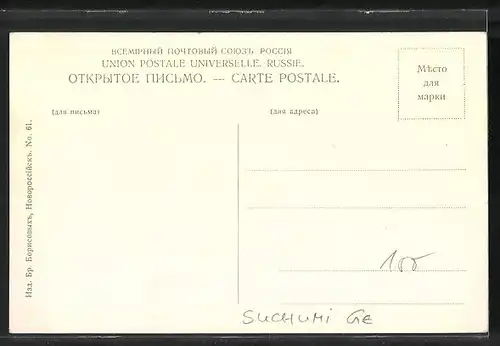 ВСЕМІРНЫЙ ПОЧТОВЫЙ СОЮЗЪ РОССІЯ
UNION POSTALE UNIVERSELLE. RUSSIE.
ОТКРЫТОЕ ПИСЬМО. — CARTE POSTALE.
Мѣсто
для
марки
(для письма)
(для адреса)
Изд. Бр. Борисовыхъ, Новороссійскъ. No. 61.
100
SUCHUMI GE